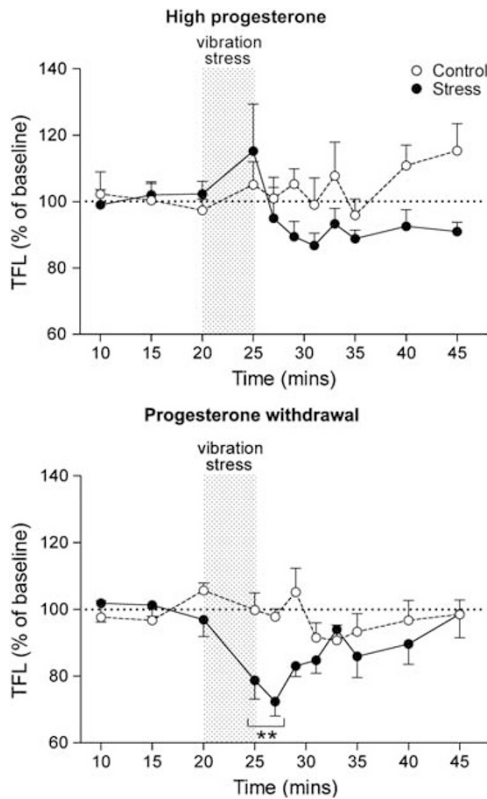 High progesterone
vibration
stress
Control
Stress
140
120
100
80
60
TFL (% of baseline)
10 15 20 25 30 35 40 45
Time (mins)
Progesterone withdrawal
vibration
stress
140
120
100
80
60
TFL (% of baseline)
**
10 15 20 25 30 35 40 45
Time (mins)